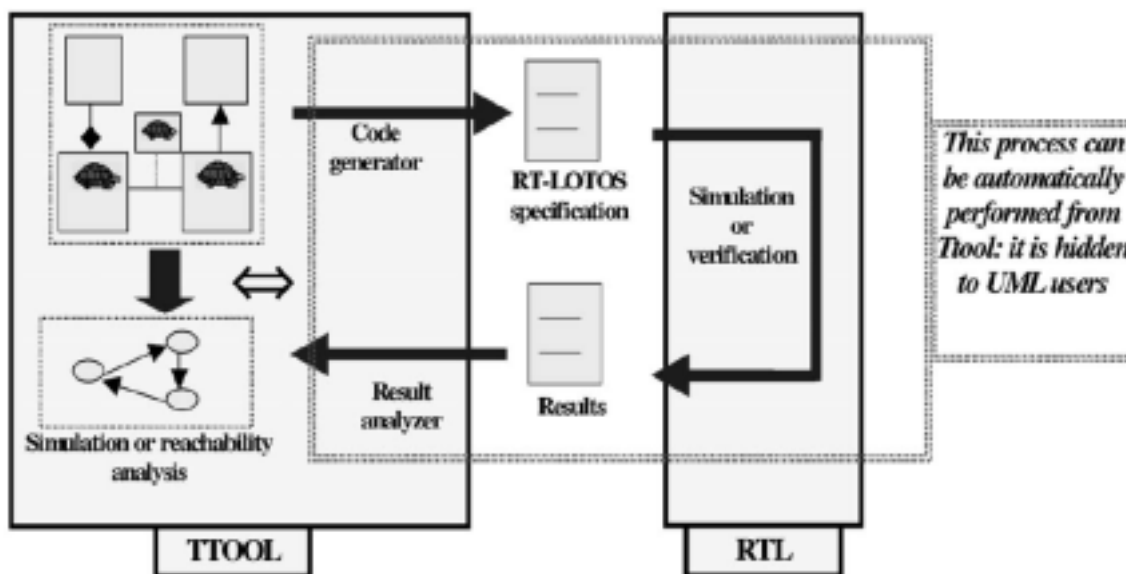 Code
generator
RT-LOTOS
specification
Simulation
or
verification
This process can
be automatically
performed from
Ttool: it is hidden
to UML users
Result
analyzer
Results
Simulation or reachability
analysis
TTOOL
RTL